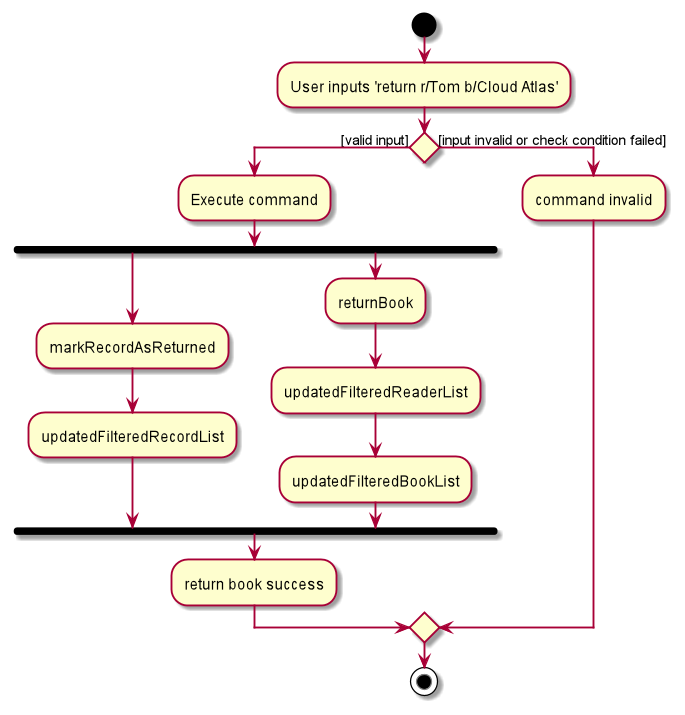 User inputs 'return r/Tom b/Cloud Atlas'
[valid input]
[input invalid or check condition failed]
Execute command
command invalid
returnBook
markRecordAsReturned
updatedFilteredReaderList
updatedFilteredRecordList
updatedFilteredBookList
return book success